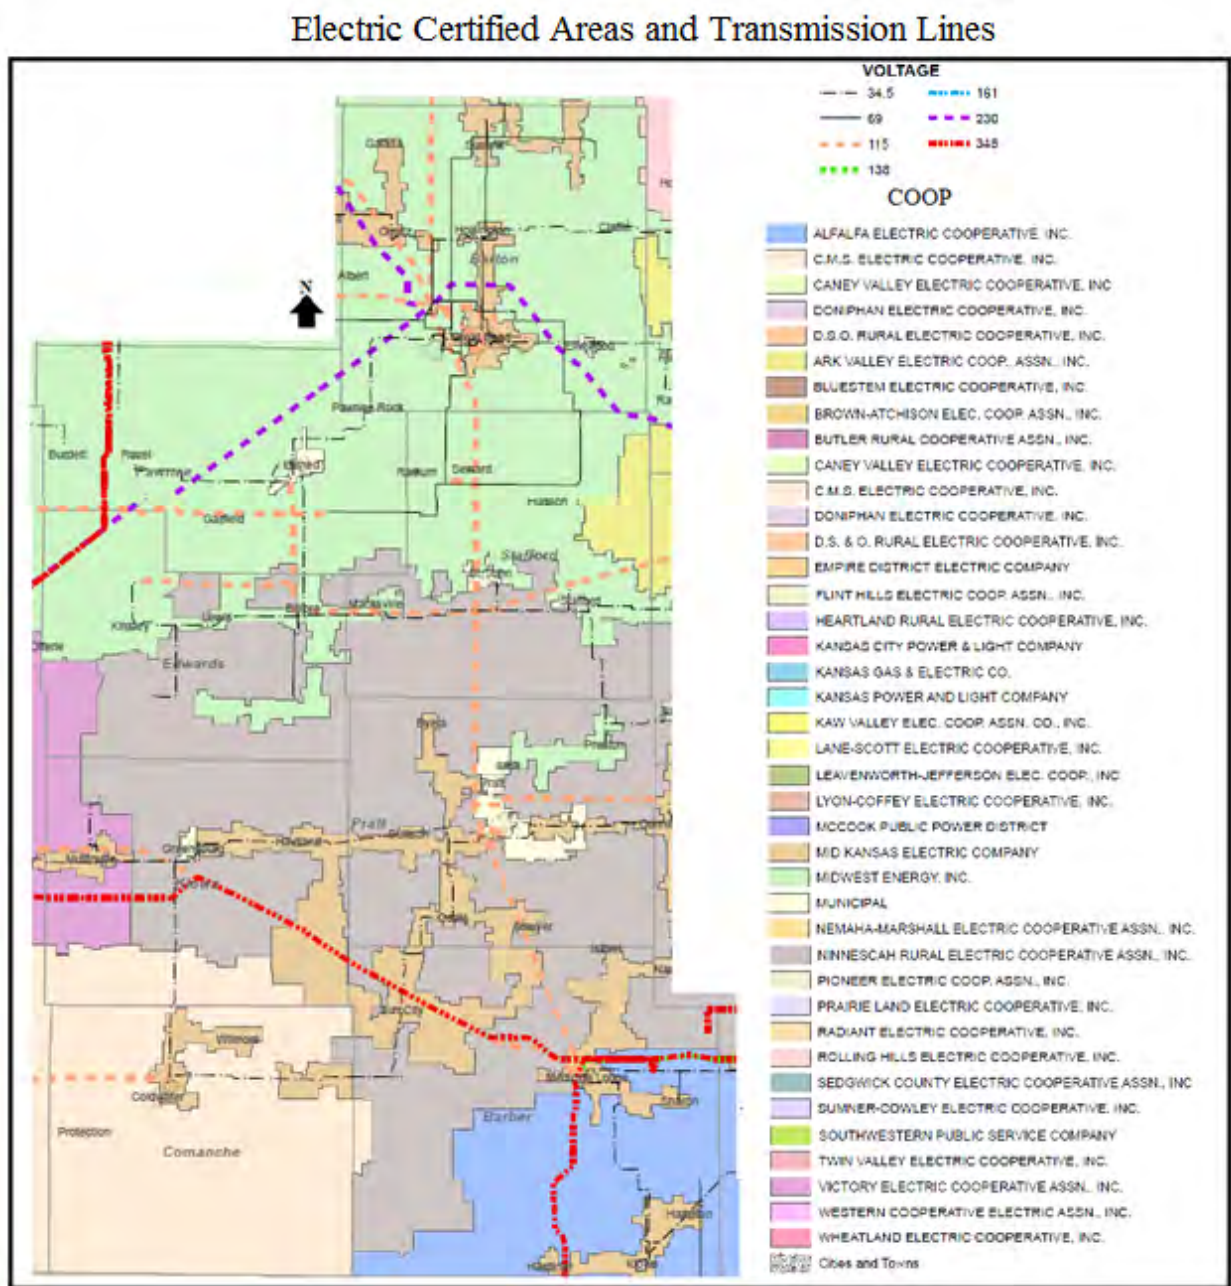 Electric Certified Areas and Transmission Lines
VOLTAGE
34.5
161
69
230
115
345
138
COOP
ALFALFA ELECTRIC COOPERATIVE, INC.
C.M.S. ELECTRIC COOPERATIVE, INC.
CANEY VALLEY ELECTRIC COOPERATIVE, INC
DONIPHAN ELECTRIC COOPERATIVE, INC.
D.S.O. RURAL ELECTRIC COOPERATIVE, INC.
ARK VALLEY ELECTRIC COOP. ASSN., INC.
BLUESTEM ELECTRIC COOPERATIVE, INC.
BROWN-ATCHISON ELEC. COOP. ASSN., INC.
BUTLER RURAL COOPERATIVE ASSN., INC.
CANEY VALLEY ELECTRIC COOPERATIVE, INC.
C.M.S. ELECTRIC COOPERATIVE, INC.
DONIPHAN ELECTRIC COOPERATIVE, INC.
D.S. & O. RURAL ELECTRIC COOPERATIVE, INC.
EMPIRE DISTRICT ELECTRIC COMPANY
FLINT HILLS ELECTRIC COOP. ASSN., INC.
HEARTLAND RURAL ELECTRIC COOPERATIVE, INC.
KANSAS CITY POWER & LIGHT COMPANY
KANSAS GAS & ELECTRIC CO.
KANSAS POWER AND LIGHT COMPANY
KAW VALLEY ELEC. COOP. ASSN. CO., INC.
LANE-SCOTT ELECTRIC COOPERATIVE, INC.
LEAVENWORTH-JEFFERSON ELEC. COOP., INC
LYON-COFFEY ELECTRIC COOPERATIVE, INC.
MCCOOK PUBLIC POWER DISTRICT
MID KANSAS ELECTRIC COMPANY
MIDWEST ENERGY, INC.
MUNICIPAL
NEMAHA-MARSHALL ELECTRIC COOPERATIVE ASSN., INC.
NINNESCAH RURAL ELECTRIC COOPERATIVE ASSN., INC.
PIONEER ELECTRIC COOP. ASSN., INC.
PRAIRIE LAND ELECTRIC COOPERATIVE, INC.
RADIANT ELECTRIC COOPERATIVE, INC.
ROLLING HILLS ELECTRIC COOPERATIVE, INC.
SEDGWICK COUNTY ELECTRIC COOPERATIVE ASSN., INC
SUMNER-COWLEY ELECTRIC COOPERATIVE, INC.
SOUTHWESTERN PUBLIC SERVICE COMPANY
TWIN VALLEY ELECTRIC COOPERATIVE, INC.
VICTORY ELECTRIC COOPERATIVE ASSN., INC.
WESTERN COOPERATIVE ELECTRIC ASSN., INC.
WHEATLAND ELECTRIC COOPERATIVE, INC.
Cities and Towns
N
Galatia
Olmitz
Hoisington
Claflin
Barton
Albert
Ellinwood
Pawnee Rock
Burdett
Rozel
Pawnee
Larned
Radium
Seward
Hudson
Garfield
Stafford
Macksville
Belpre
Lewis
Kinsley
Offerle
Edwards
Byers
Preston
Pratt
Greensburg
Haviland
Mullinville
Kiowa
Coats
Sawyer
Isabel
Sun City
Wilmore
Coldwater
Protection
Comanche
Medicine Lodge
Sharon
Barber
Hazelton
Hardtner
Kiowa